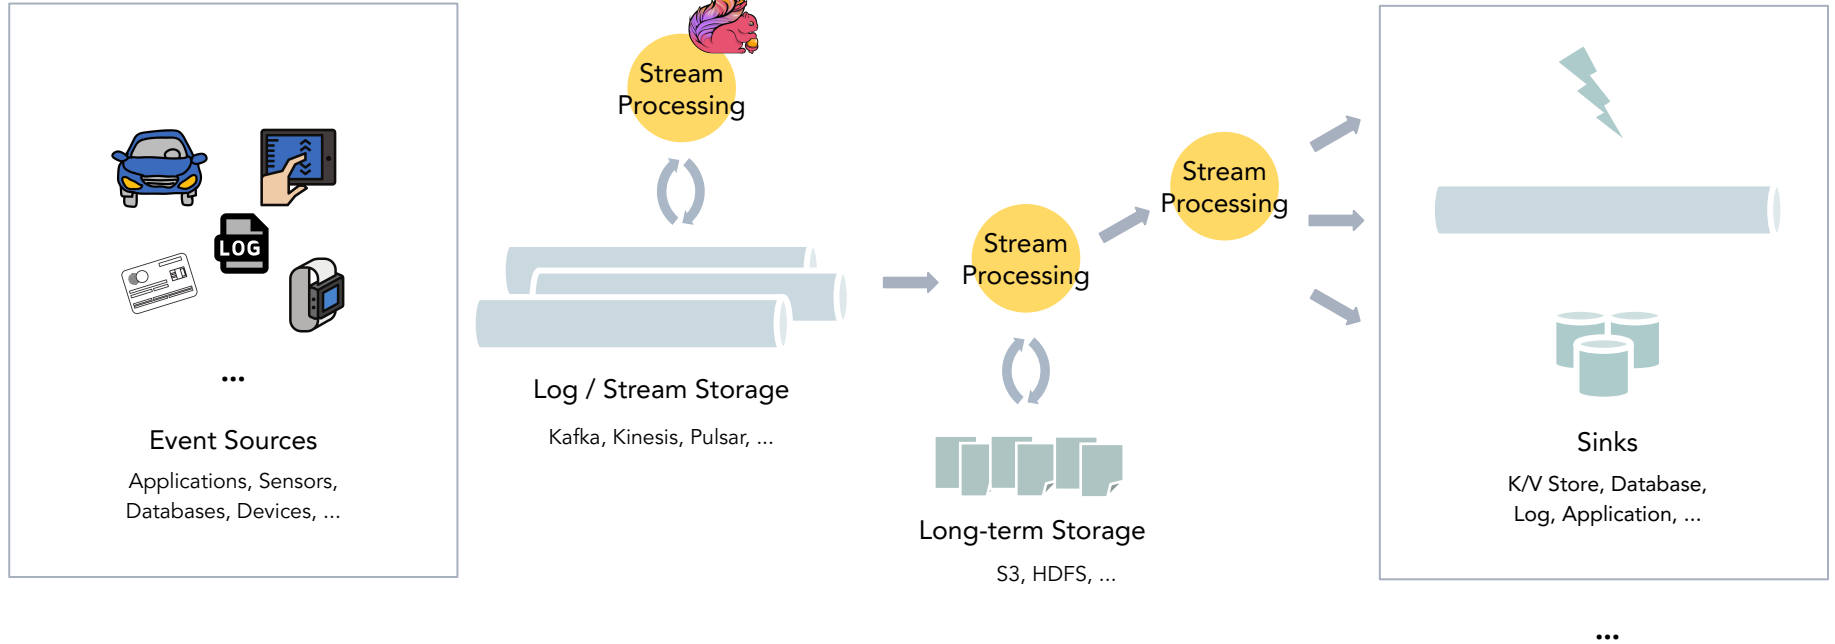 Stream
Processing
Stream
Processing
Stream
Processing
LOG
...
Event Sources
Applications, Sensors,
Databases, Devices, ...
Log / Stream Storage
Kafka, Kinesis, Pulsar, ...
Long-term Storage
S3, HDFS, ...
Sinks
K/V Store, Database,
Log, Application, ...
...